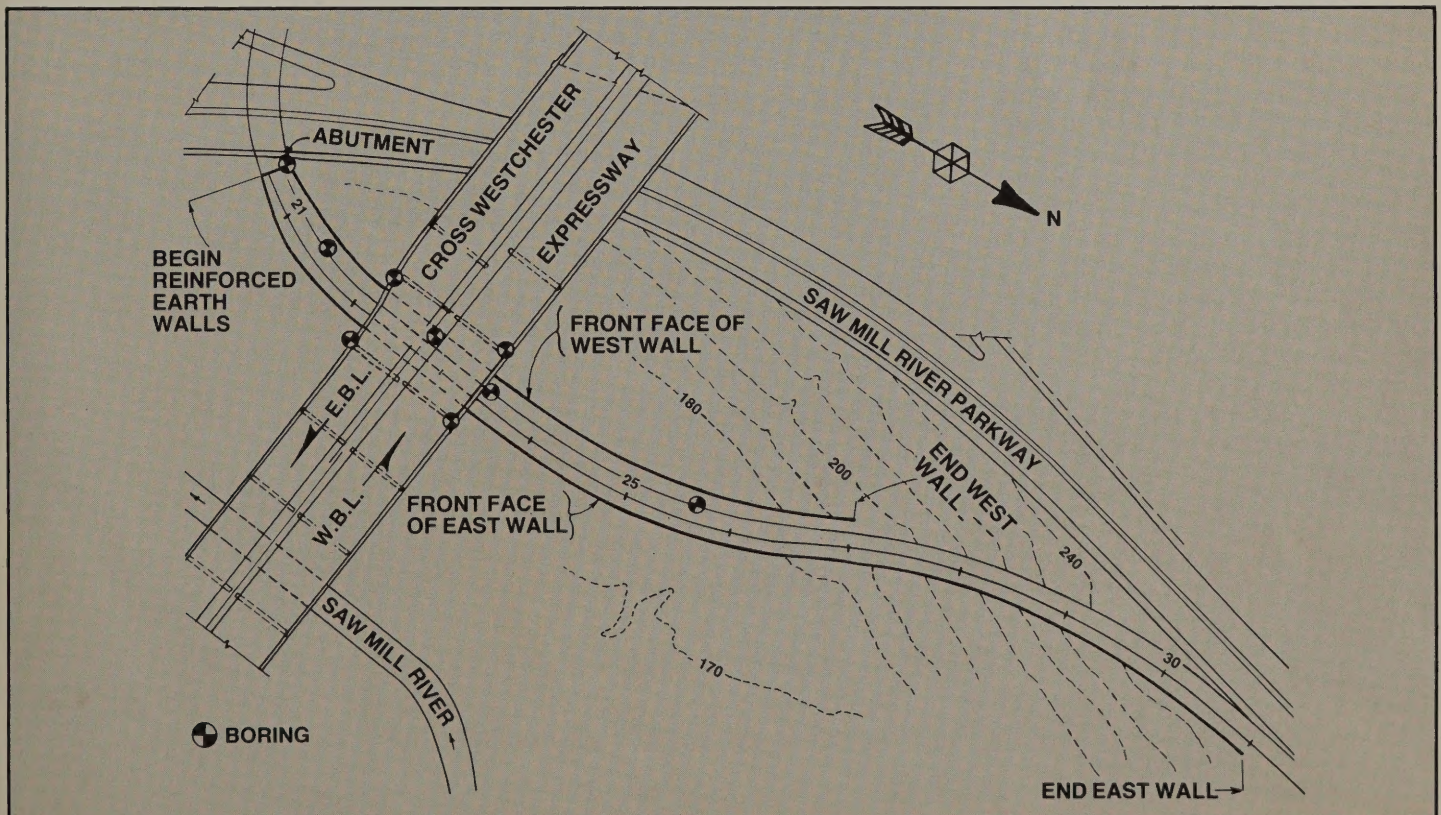 ABUTMENT
CROSS WESTCHESTER
EXPRESSWAY
N
21
BEGIN
REINFORCED
EARTH
WALLS
FRONT FACE OF
WEST WALL
SAW MILL RIVER PARKWAY
E.B.L.
W.B.L.
180
200
END WEST
WALL
25
FRONT FACE
OF EAST WALL
240
SAW MILL RIVER
170
30
BORING
END EAST WALL